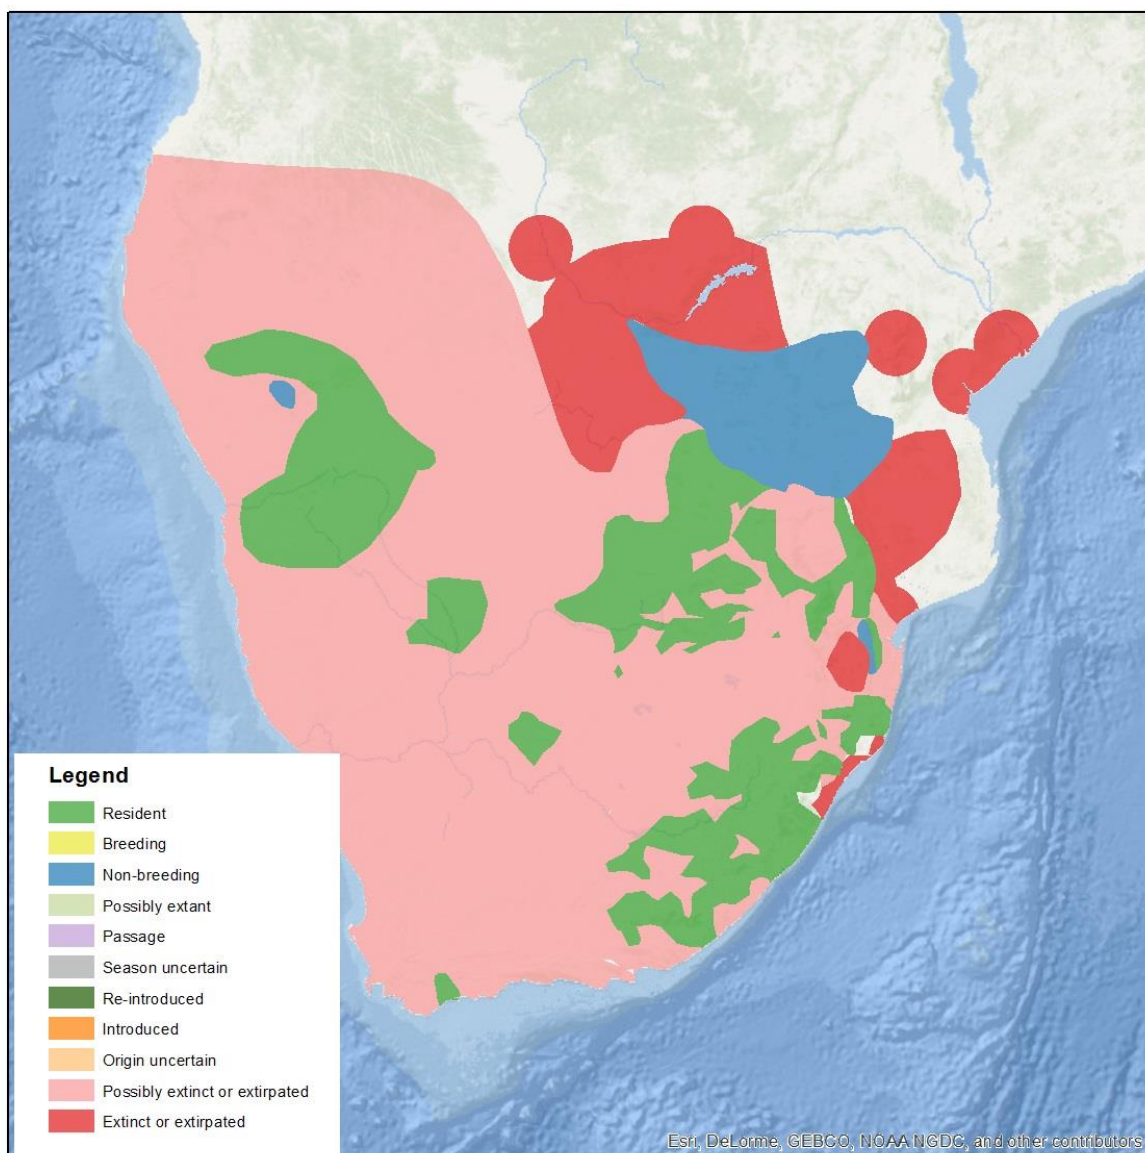 Legend
Resident
Breeding
Non-breeding
Possibly extant
Passage
Season uncertain
Re-introduced
Introduced
Origin uncertain
Possibly extinct or extirpated
Extinct or extirpated
Esri, DeLorme, GEBCO, NOAA NGDC, and other contributors